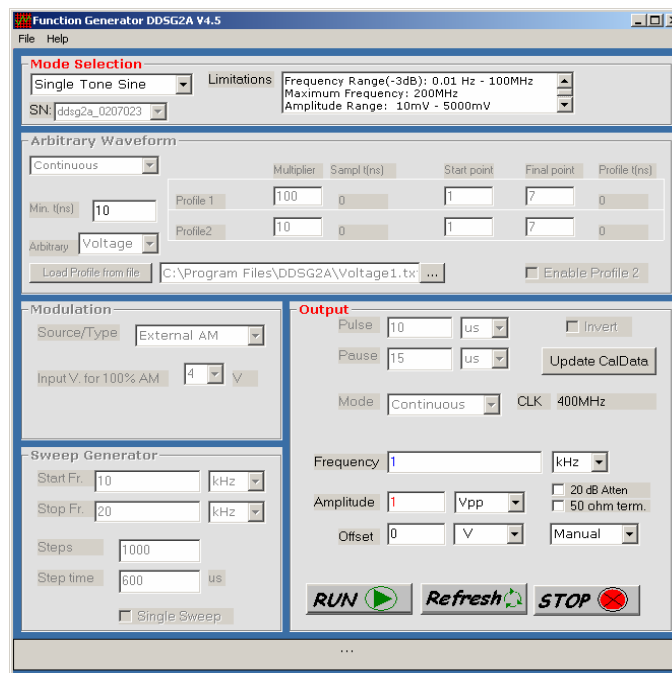 Function Generator DDSG2A V4.5
File Help
Mode Selection
Single Tone Sine
Limitations
Frequency Range(-3dB): 0.01 Hz - 100MHz
Maximum Frequency: 200MHz
Amplitude Range: 10mV - 5000mV
SN: ddsg2a_0207023
Arbitrary Waveform
Continuous
Multiplier Sampl t(ns) Start point Final point Profile t(ns)
Profile 1 100 0 1 7 0
Min. t(ns) 10
Profile2 10 0 1 7 0
Arbitrary Voltage
Load Profile from file C:\Program Files\DDSG2A\Voltage1.tx ... Enable Profile 2
Modulation
Source/Type External AM
Input V. for 100% AM 4 V
Sweep Generator
Start Fr. 10 kHz
Stop Fr. 20 kHz
Steps 1000
Step time 600 us
Single Sweep
Output
Pulse 10 us Invert
Pause 15 us Update CalData
Mode Continuous CLK 400MHz
Frequency 1 kHz
Amplitude 1 Vpp
20 dB Atten
50 ohm term.
Offset 0 V Manual
RUN Refresh STOP
...